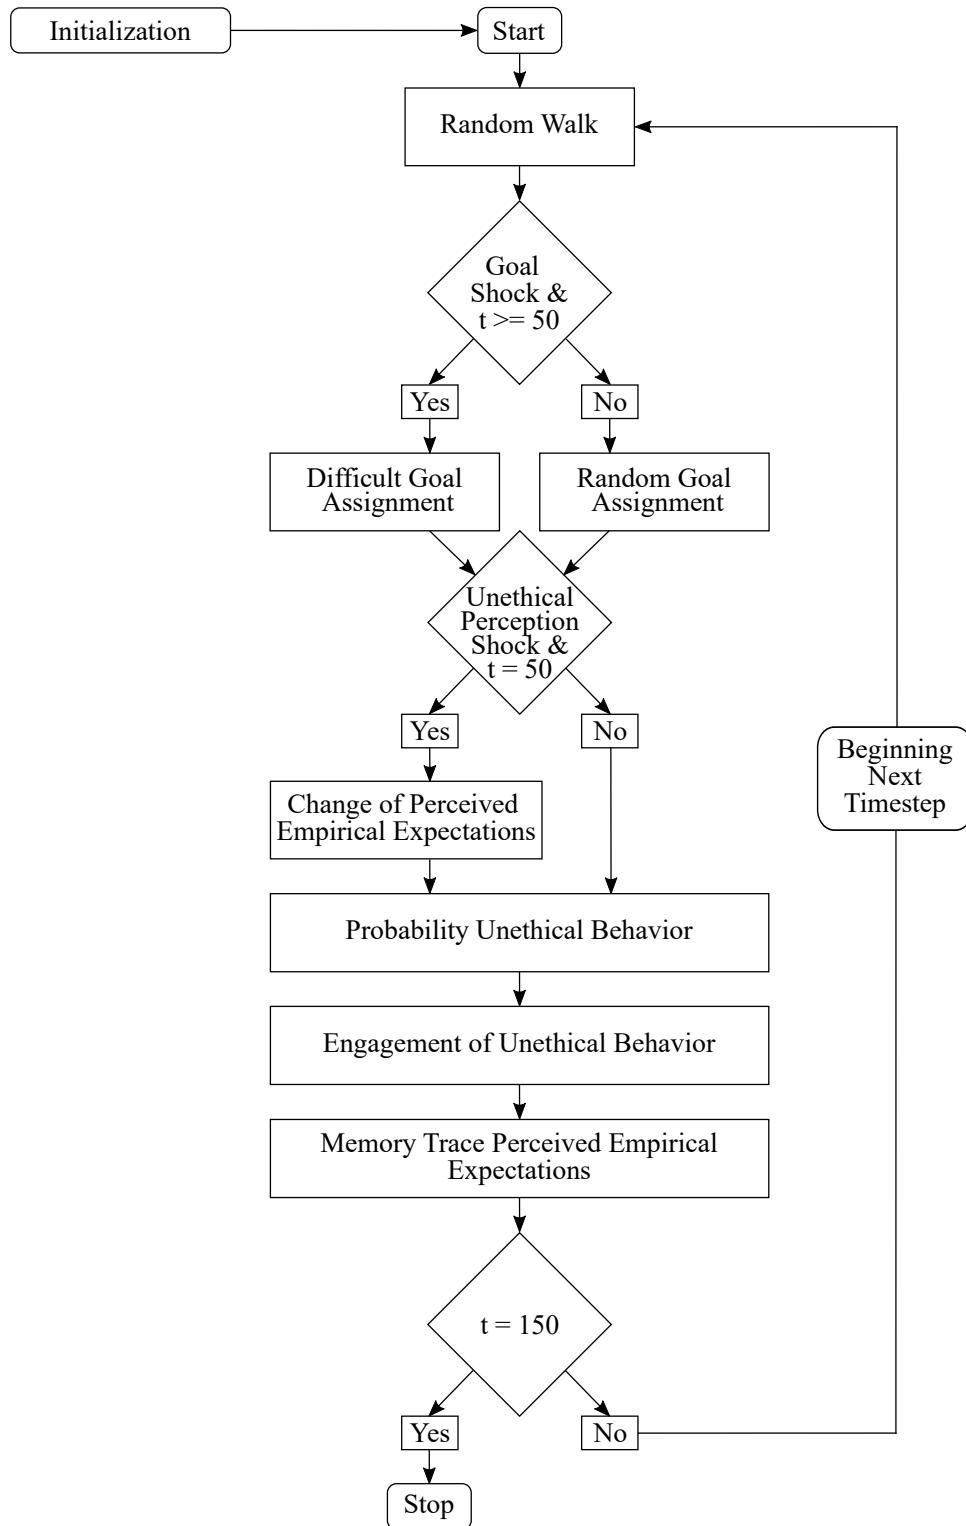 Initialization
Start
Random Walk
Goal
Shock &
t >= 50
Yes
No
Difficult Goal
Assignment
Random Goal
Assignment
Unethical
Perception
Shock &
t = 50
Yes
No
Beginning
Next
Timestep
Change of Perceived
Empirical Expectations
Probability Unethical Behavior
Engagement of Unethical Behavior
Memory Trace Perceived Empirical
Expectations
t = 150
Yes
No
Stop